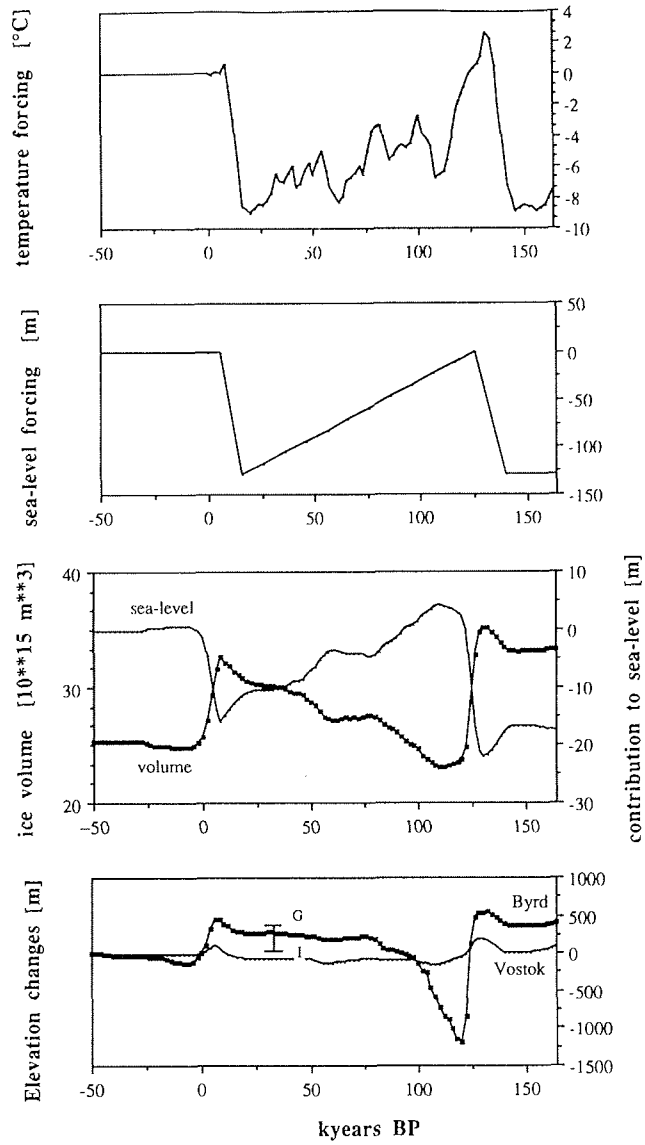 temperature forcing [°C]
4
2
0
-2
-4
-6
-8
-10
-50 0 50 100 150
sea-level forcing [m]
50
0
-50
-100
-150
-50 0 50 100 150
ice volume [10**15 m**3]
40
30
20
sea-level
volume
10
0
-10
-20
-30
contribution to sea-level [m]
-50 0 50 100 150
Elevation changes [m]
G
I
Byrd
Vostok
1000
500
0
-500
-1000
-1500
-50 0 50 100 150
kyears BP